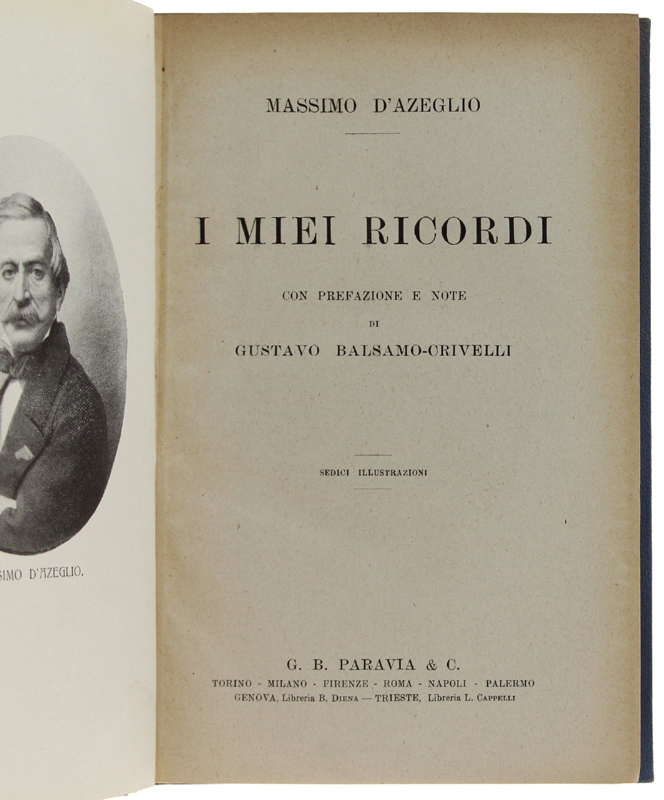 MASSIMO D'AZEGLIO
I MIEI RICORDI
CON PREFAZIONE E NOTE
DI
GUSTAVO BALSAMO-CRIVELLI
SEDICI ILLUSTRAZIONI
SIMO D'AZEGLIO.
G. B. PARAVIA & C.
TORINO - MILANO - FIRENZE - ROMA - NAPOLI - PALERMO
GENOVA, Libreria B. DIENA — TRIESTE, Libreria L. CAPPELLI